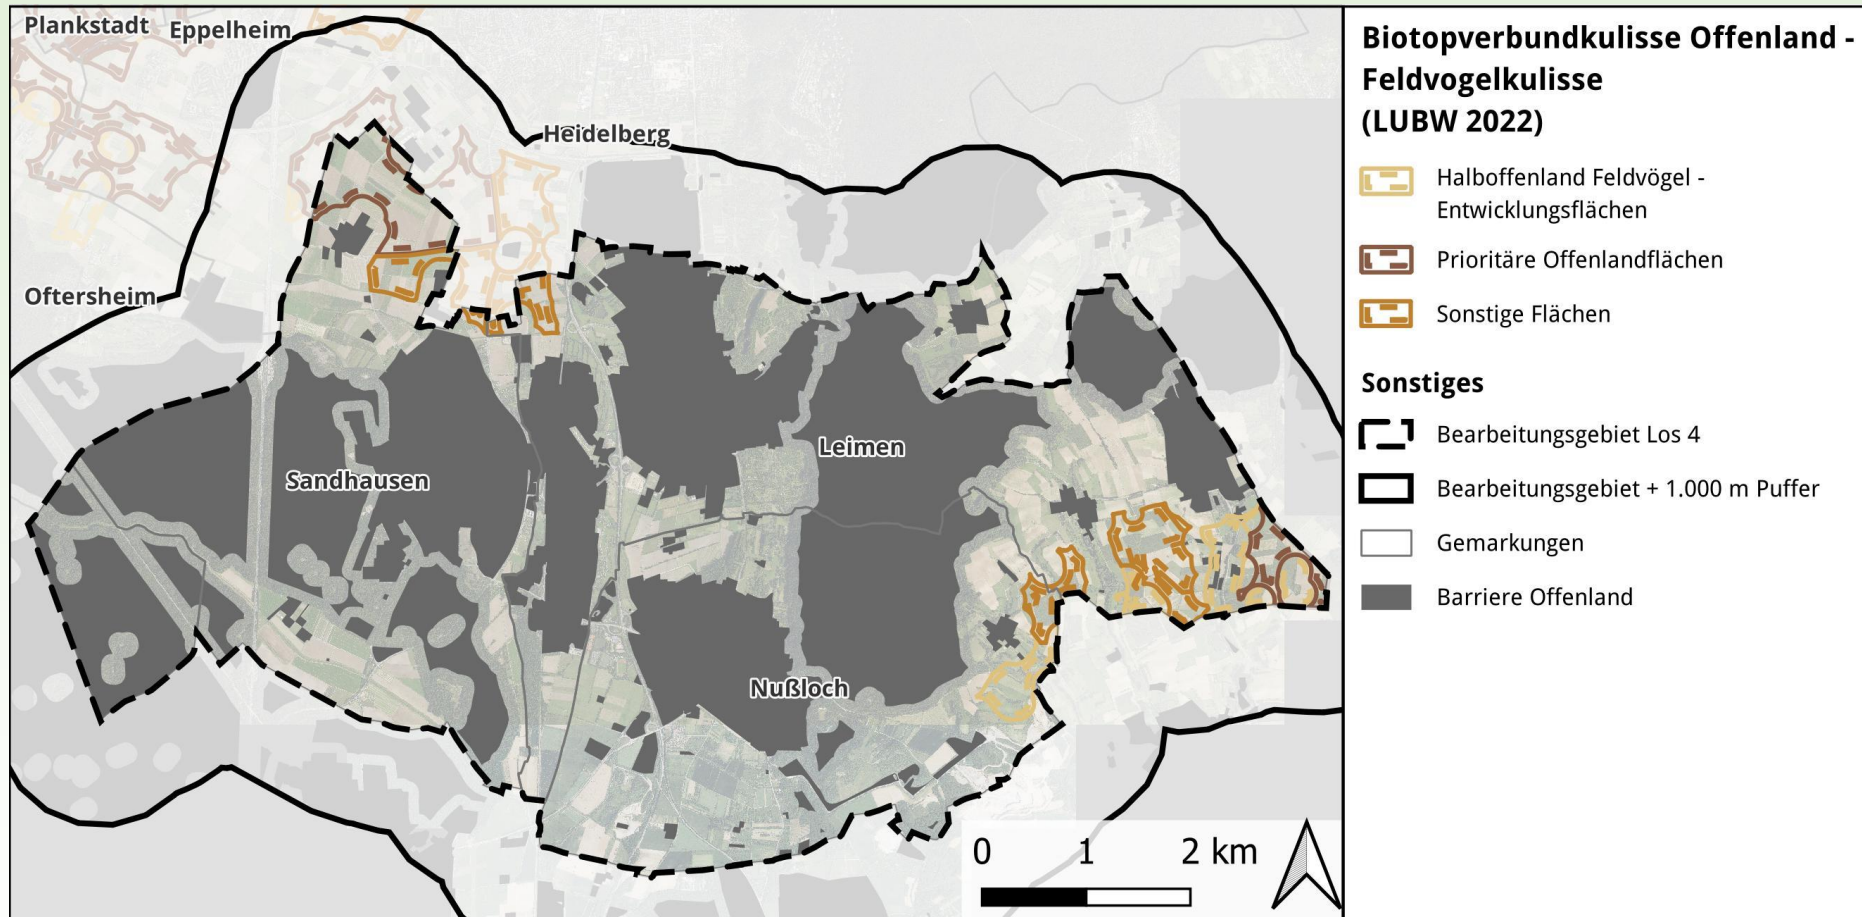 Plankstadt
Eppelheim
Heidelberg
Oftersheim
Sandhausen
Leimen
Nußloch
0 1 2 km
Biotopverbundkulisse Offenland -
Feldvogelkulisse
(LUBW 2022)
Halboffenland Feldvögel -
Entwicklungsflächen
Prioritäre Offenlandflächen
Sonstige Flächen
Sonstiges
Bearbeitungsgebiet Los 4
Bearbeitungsgebiet + 1.000 m Puffer
Gemarkungen
Barriere Offenland